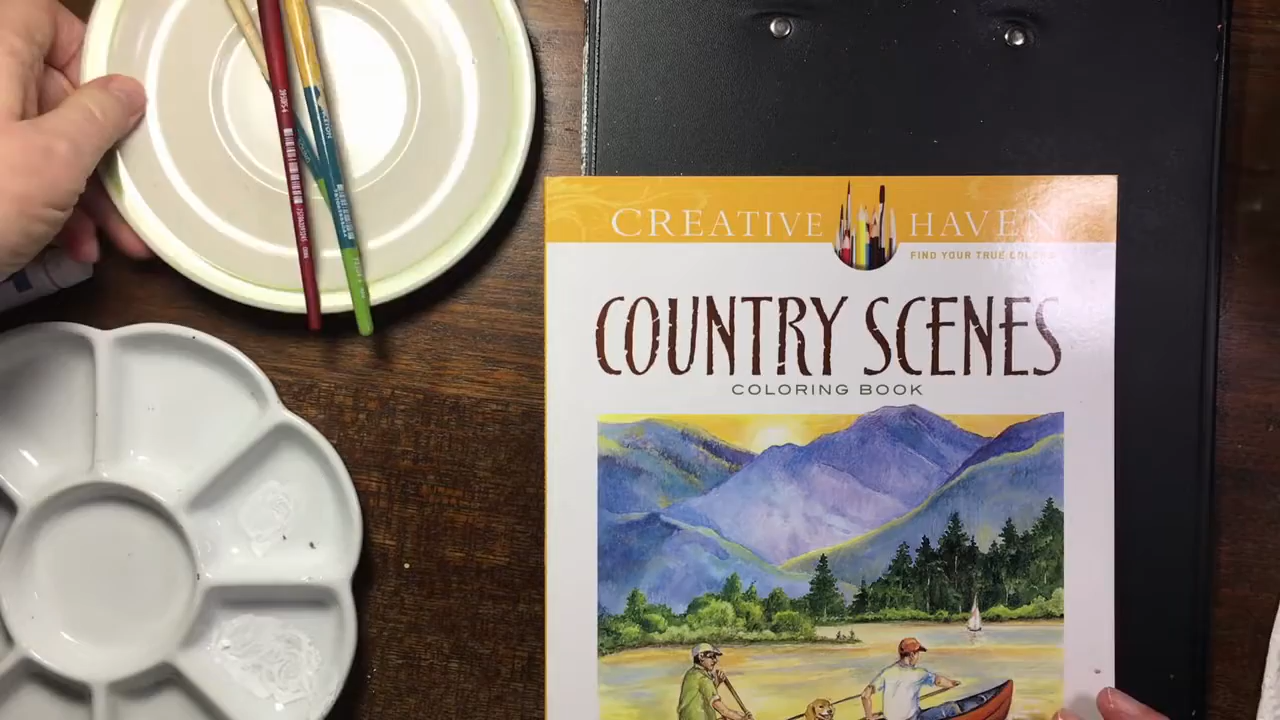 CREATIVE HAVEN
FIND YOUR TRUE COLORS
COUNTRY SCENES
COLORING BOOK